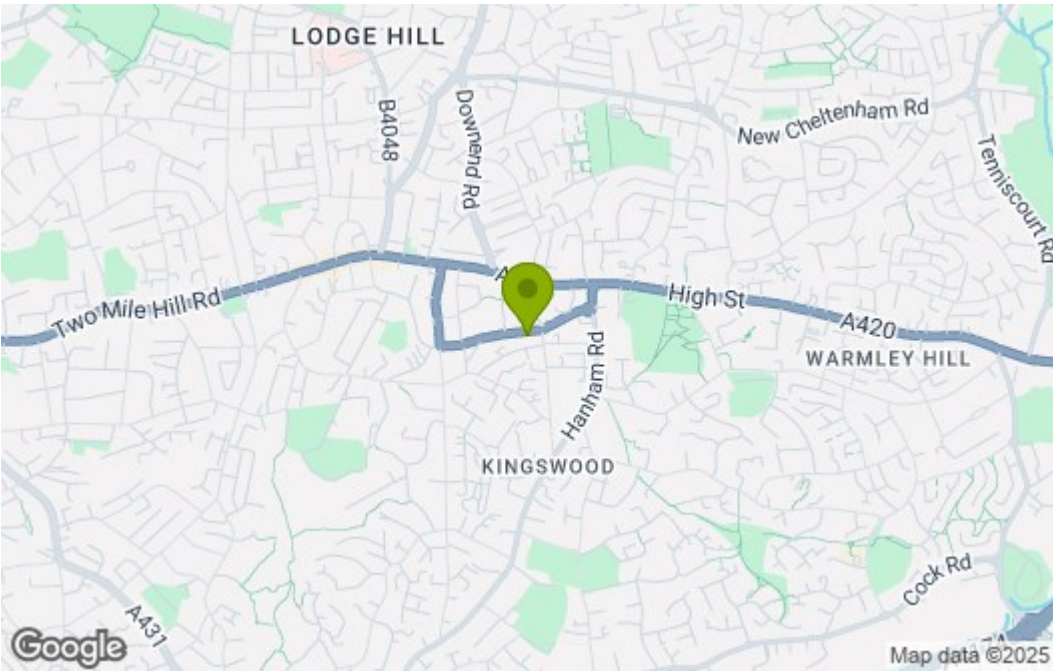 LODGE HILL
B4048
Downend Rd
New Cheltenham Rd
Tenniscourt Rd
Two Mile Hill Rd
High St
A420
WARMLEY HILL
Hanham Rd
KINGSWOOD
Cock Rd
A431
Google
Map data ©2025